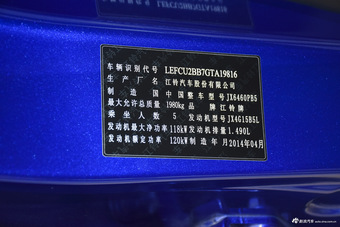 车辆识别代号 LEFCU2BB7GTA19816
生产厂名 江铃汽车股份有限公司
制造国 中国 整车型号 JX6460PB5
最大允许总质量 1980kg 品牌 江铃牌
乘坐人数 5 发动机型号 JX4G15B5L
发动机最大净功率 118kW 发动机排量 1.490L
发动机额定功率 120kW 制造年月 2014年04月